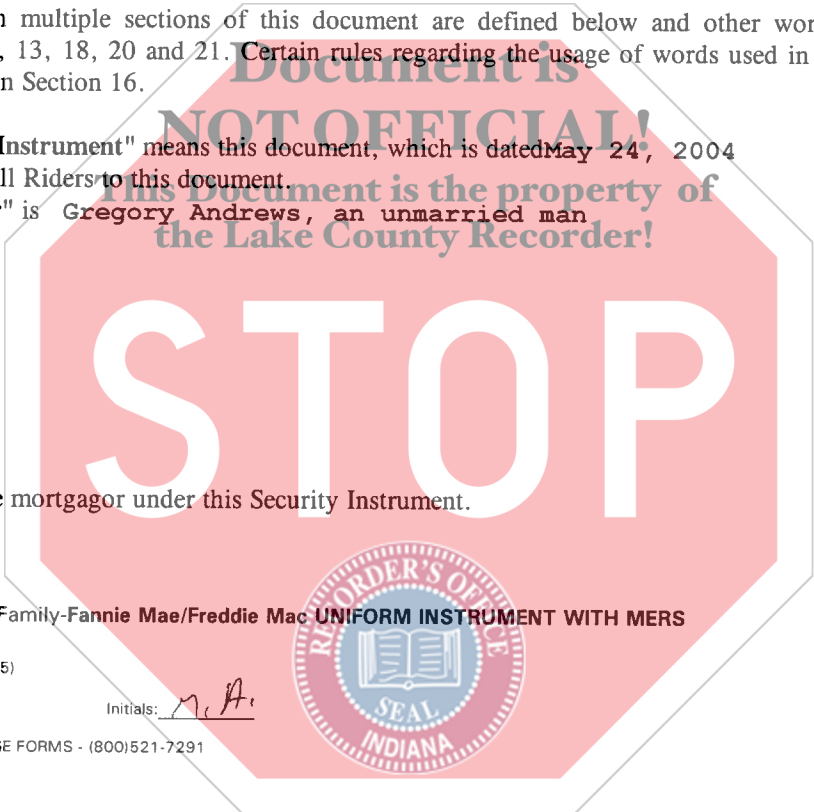 multiple sections of this document are defined below and other wor
, 13, 18, 20 and 21. Certain rules regarding the usage of words used in
n Section 16.
Document is
NOT OFFICIAL!
Instrument" means this document, which is datedMay 24, 2004
ll Riders to this document.
This Document is the property of
" is Gregory Andrews, an unmarried man
the Lake County Recorder!
STOP
mortgagor under this Security Instrument.
Family-Fannie Mae/Freddie Mac UNIFORM INSTRUMENT WITH MERS
5)
Initials: M. A.
GE FORMS - (800)521-7291
RECORDER'S OFFICE
SEAL
INDIANA